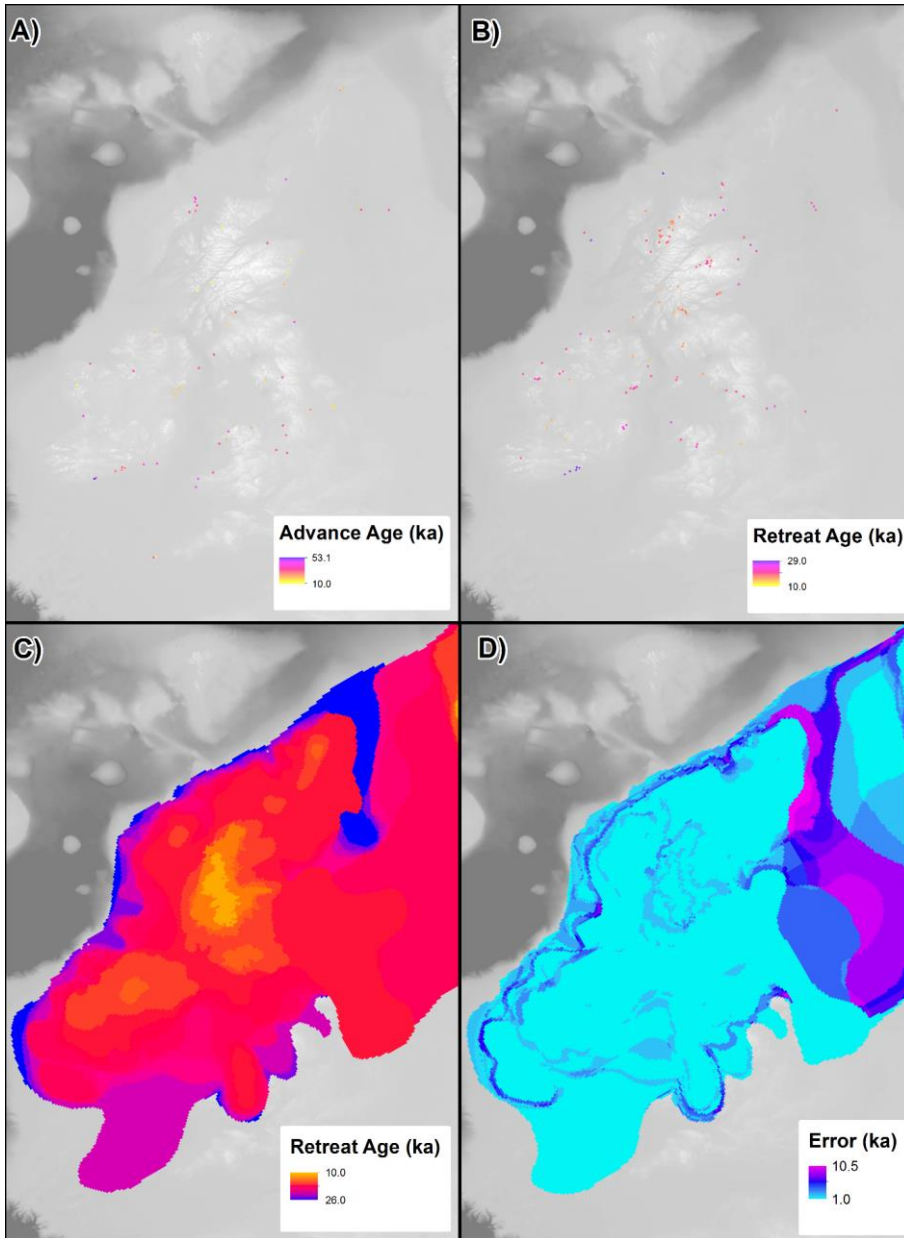 A)
Advance Age (ka)
53.1
10.0
B)
Retreat Age (ka)
29.0
10.0
C)
Retreat Age (ka)
10.0
26.0
D)
Error (ka)
10.5
1.0